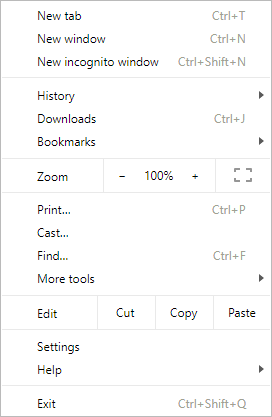 New tab Ctrl+T
New window Ctrl+N
New incognito window Ctrl+Shift+N
History
Downloads Ctrl+J
Bookmarks
Zoom − 100% +
Print... Ctrl+P
Cast...
Find... Ctrl+F
More tools
Edit Cut Copy Paste
Settings
Help
Exit Ctrl+Shift+Q